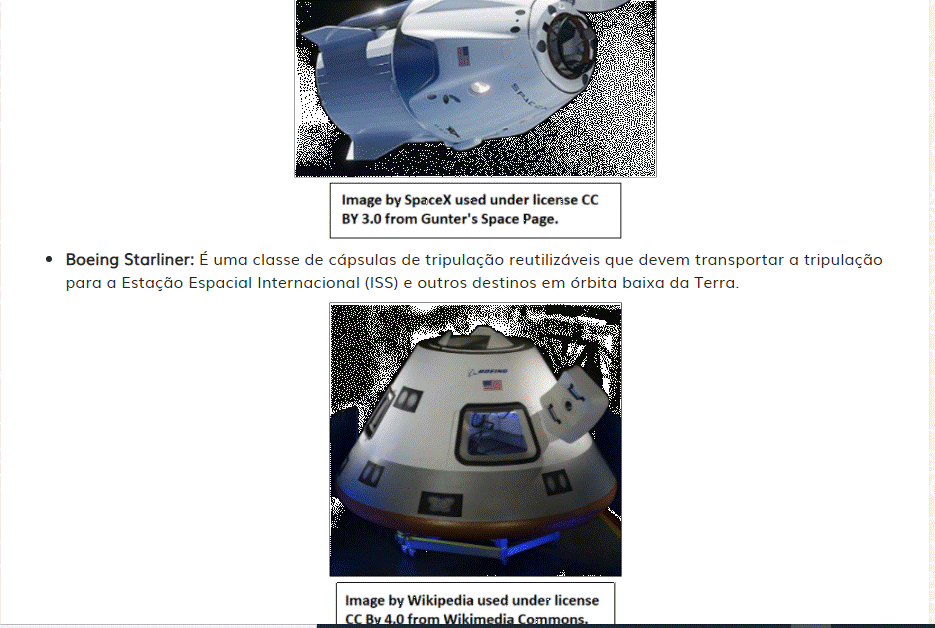 SPACEX
Image by SpaceX used under license CC
BY 3.0 from Gunter's Space Page.
Boeing Starliner: É uma classe de cápsulas de tripulação reutilizáveis que devem transportar a tripulação
para a Estação Espacial Internacional (ISS) e outros destinos em órbita baixa da Terra.
BOEING
Image by Wikipedia used under license
CC By 4.0 from Wikimedia Commons.